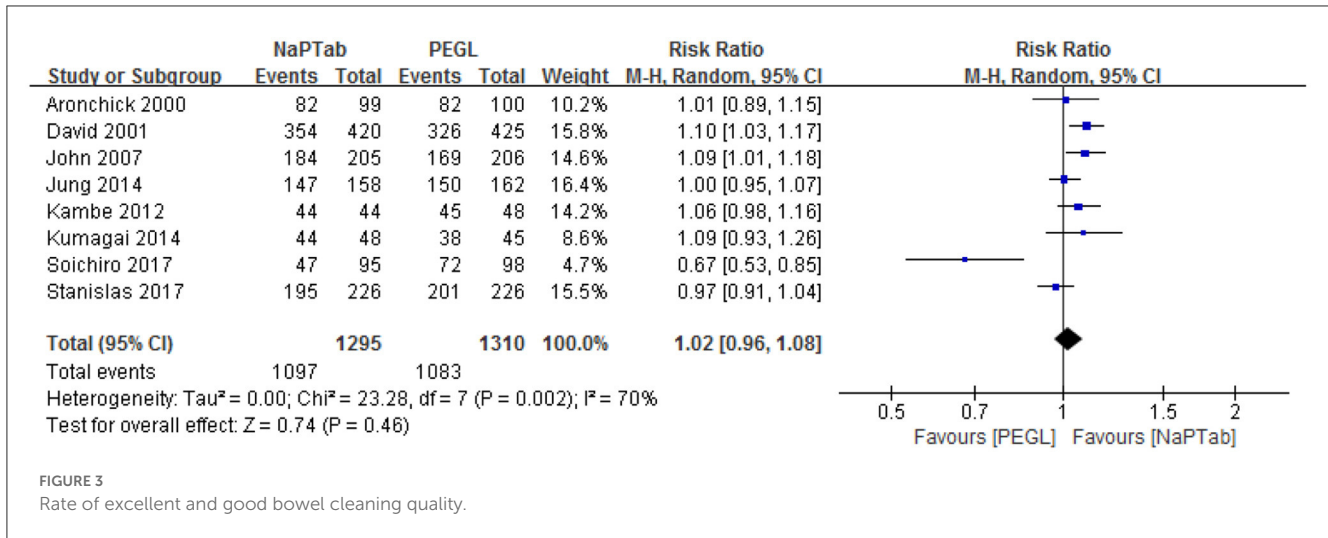 NaPTab PEGL Risk Ratio Risk Ratio
Study or Subgroup Events Total Events Total Weight M-H, Random, 95% CI M-H, Random, 95% CI
Aronchick 2000 82 99 82 100 10.2% 1.01 [0.89, 1.15]
David 2001 354 420 326 425 15.8% 1.10 [1.03, 1.17]
John 2007 184 205 169 206 14.6% 1.09 [1.01, 1.18]
Jung 2014 147 158 150 162 16.4% 1.00 [0.95, 1.07]
Kambe 2012 44 44 45 48 14.2% 1.06 [0.98, 1.16]
Kumagai 2014 44 48 38 45 8.6% 1.09 [0.93, 1.26]
Soichiro 2017 47 95 72 98 4.7% 0.67 [0.53, 0.85]
Stanislas 2017 195 226 201 226 15.5% 0.97 [0.91, 1.04]
Total (95% CI) 1295 1310 100.0% 1.02 [0.96, 1.08]
Total events 1097 1083
Heterogeneity: Tau² = 0.00; Chi² = 23.28, df = 7 (P = 0.002); I² = 70%
Test for overall effect: Z = 0.74 (P = 0.46)
0.5 0.7 1 1.5 2
Favours [PEGL] Favours [NaPTab]
FIGURE 3
Rate of excellent and good bowel cleaning quality.